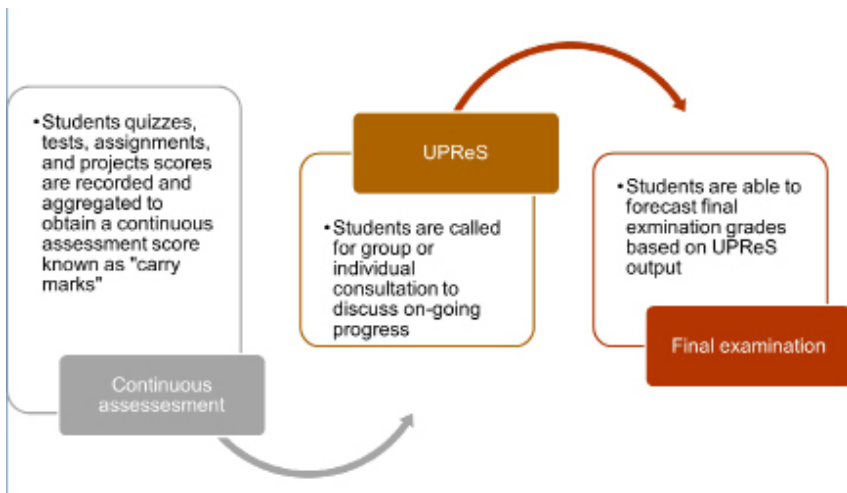 •Students quizzes,
tests, assignments,
and projects scores
are recorded and
aggregated to
obtain a continuous
assessment score
known as "carry
marks"
Continuous
assessesment
UPReS
•Students are called
for group or
individual
consultation to
discuss on-going
progress
•Students are able to
forecast final
exmination grades
based on UPReS
output
Final examination